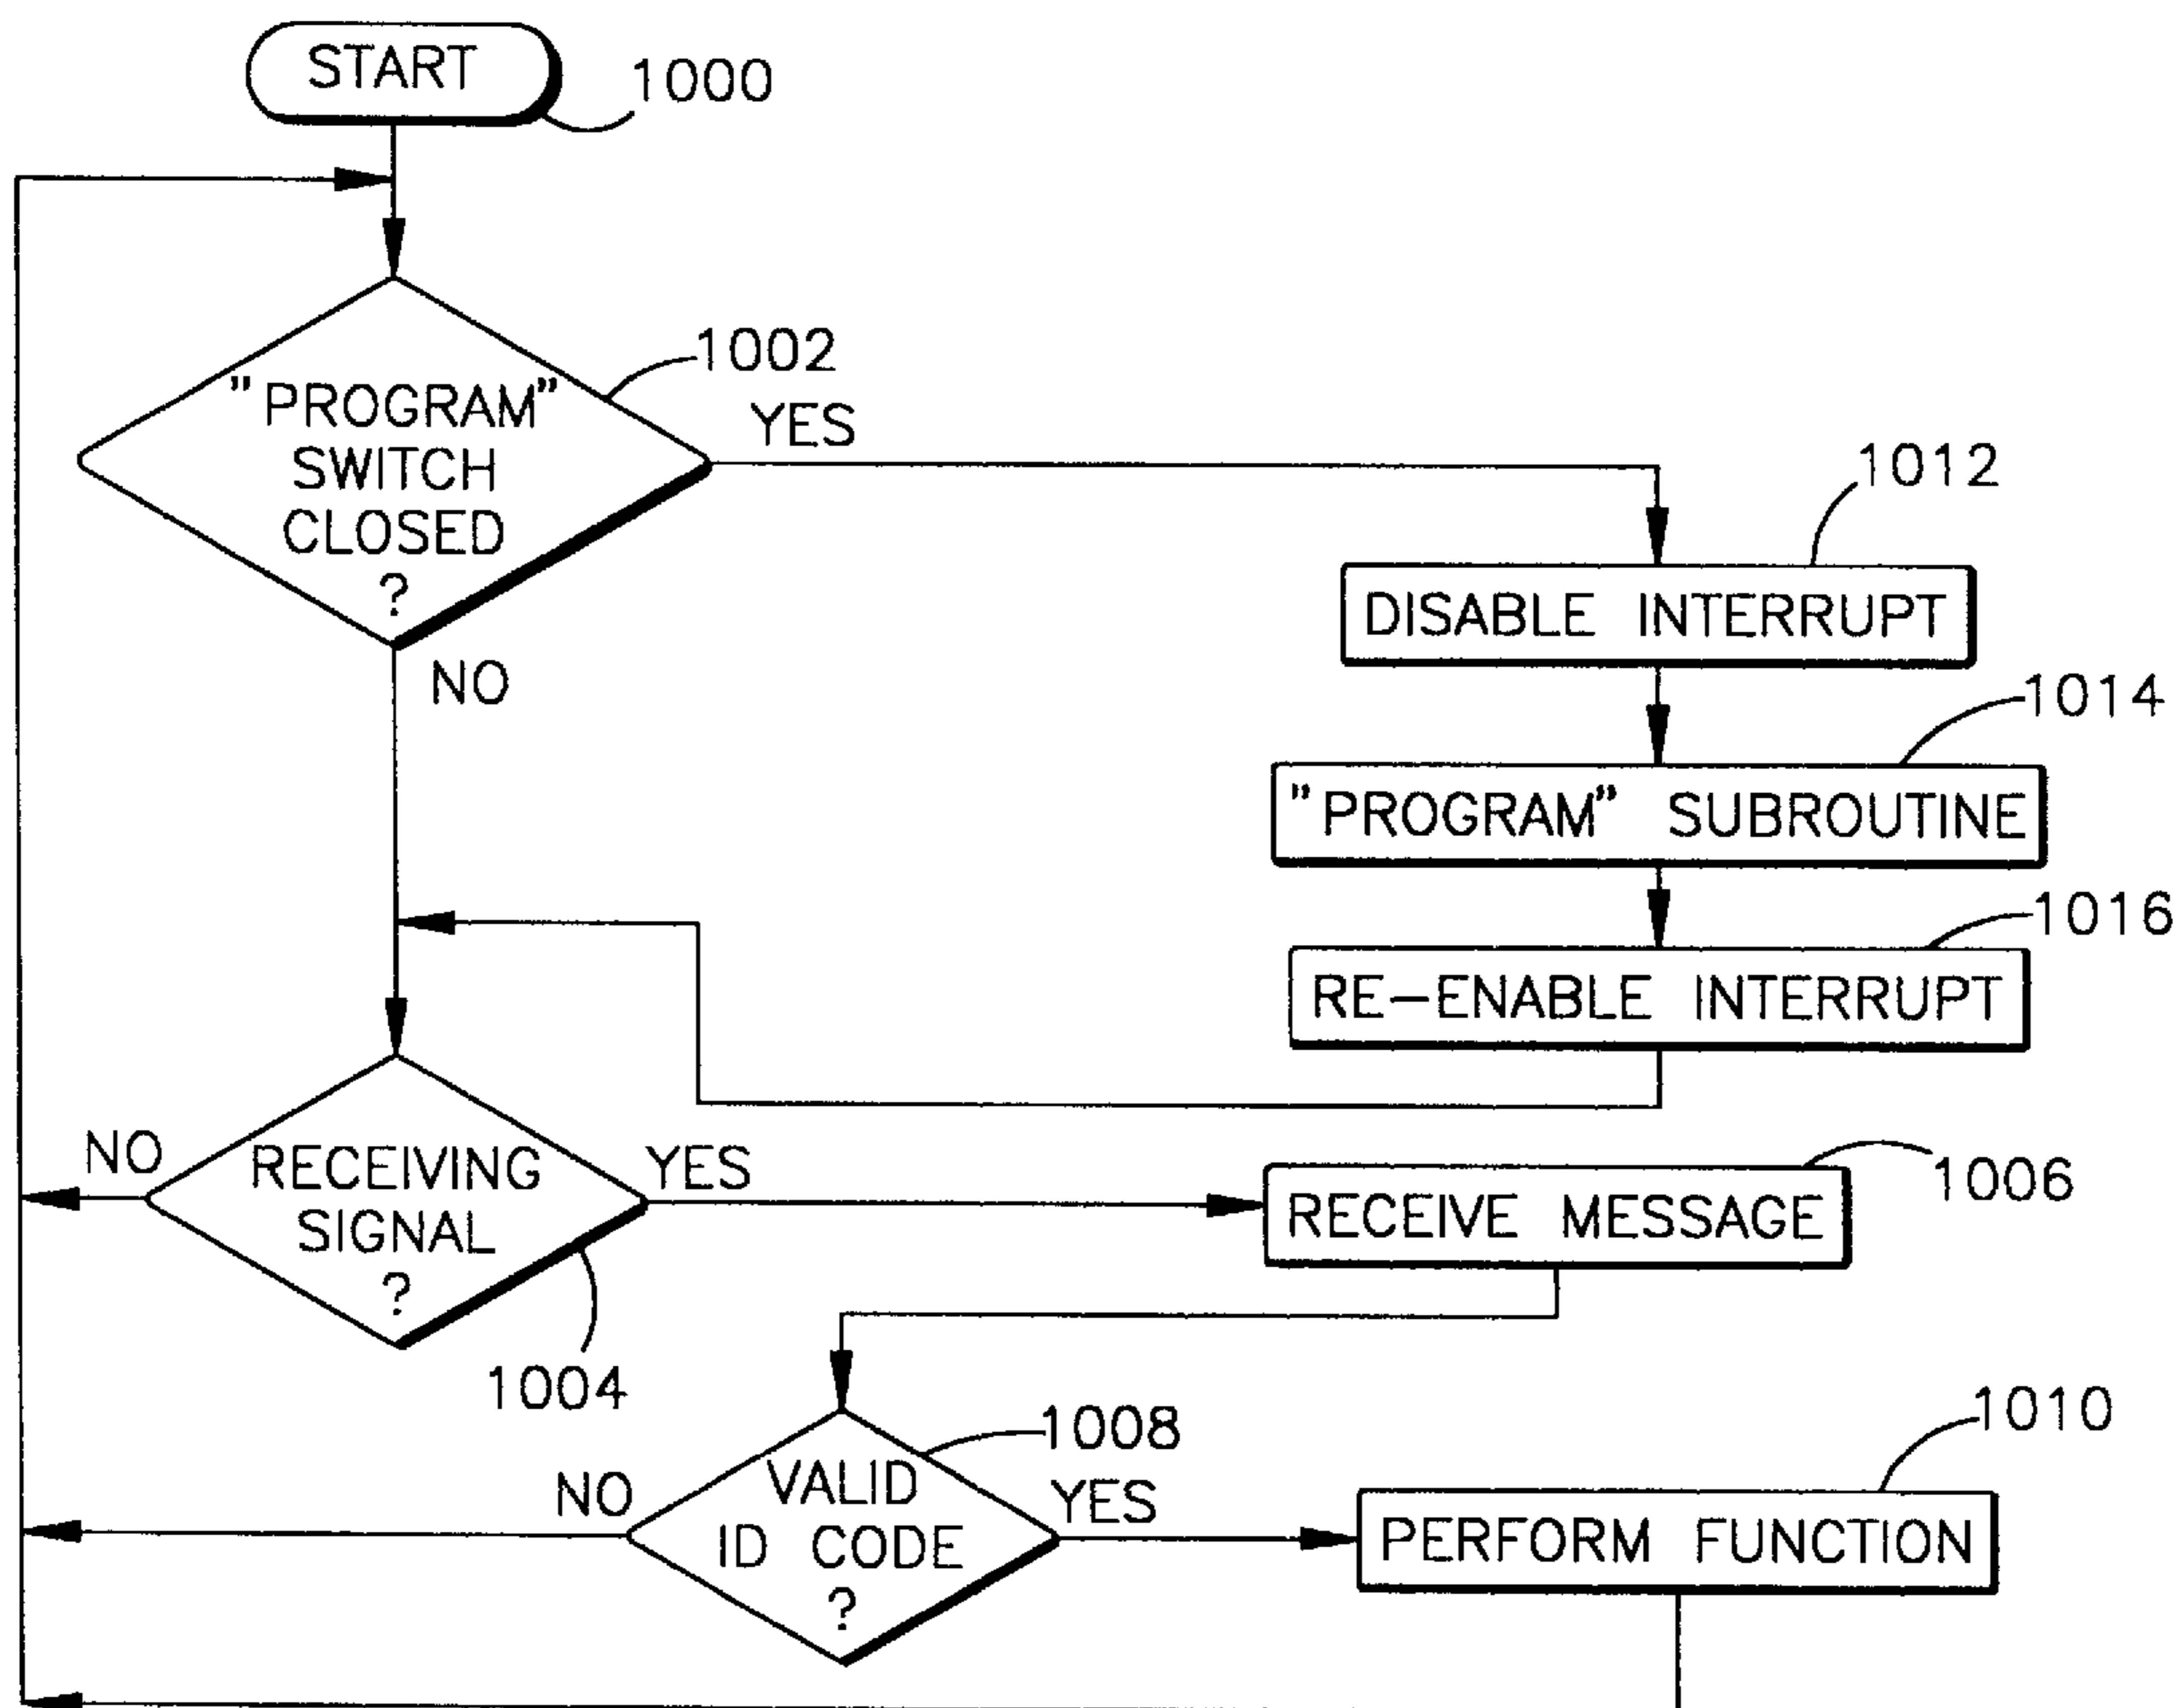 START
1000
1002
"PROGRAM"
SWITCH
CLOSED
?
YES
NO
1012
DISABLE INTERRUPT
1014
"PROGRAM" SUBROUTINE
1016
RE-ENABLE INTERRUPT
NO
RECEIVING
SIGNAL
?
YES
1004
1006
RECEIVE MESSAGE
1008
NO
VALID
ID CODE
?
YES
1010
PERFORM FUNCTION